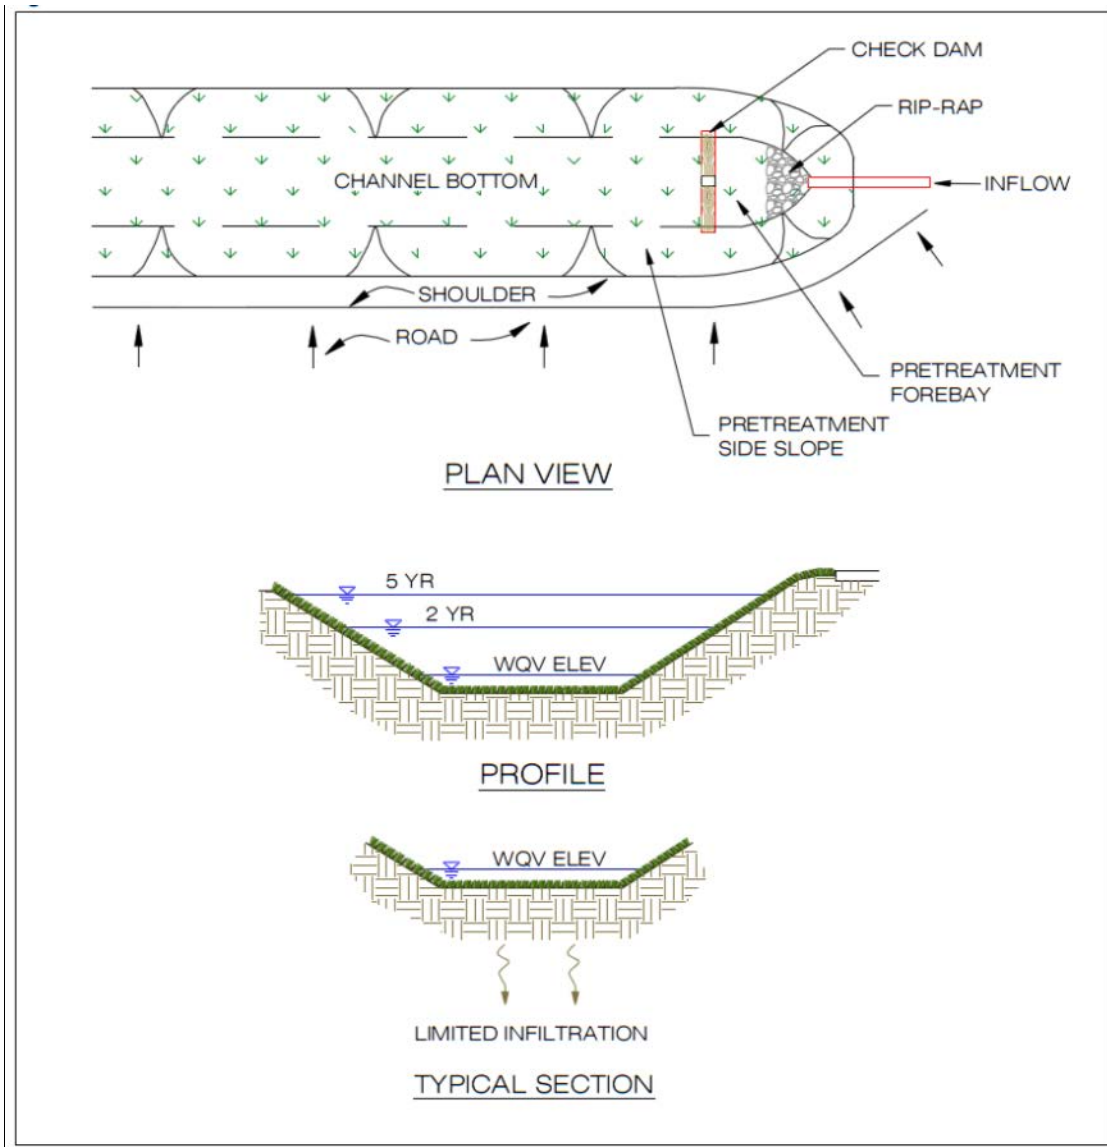 CHECK DAM
RIP-RAP
CHANNEL BOTTOM
INFLOW
SHOULDER
ROAD
PRETREATMENT
FOREBAY
PRETREATMENT
SIDE SLOPE
PLAN VIEW
5 YR
2 YR
WQV ELEV
PROFILE
WQV ELEV
LIMITED INFILTRATION
TYPICAL SECTION